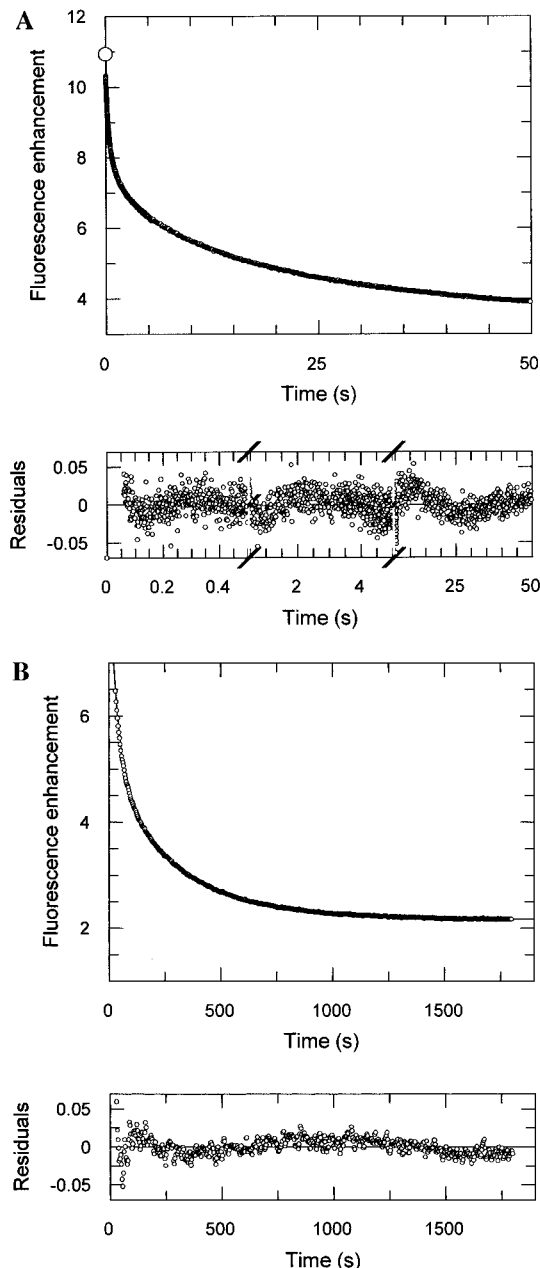 A
12
10
8
6
4
Fluorescence enhancement
0 25 50
Time (s)
0.05
0
-0.05
Residuals
0 0.2 0.4 2 4 25 50
Time (s)
B
6
4
2
Fluorescence enhancement
0 500 1000 1500
Time (s)
0.05
0
-0.05
Residuals
0 500 1000 1500
Time (s)